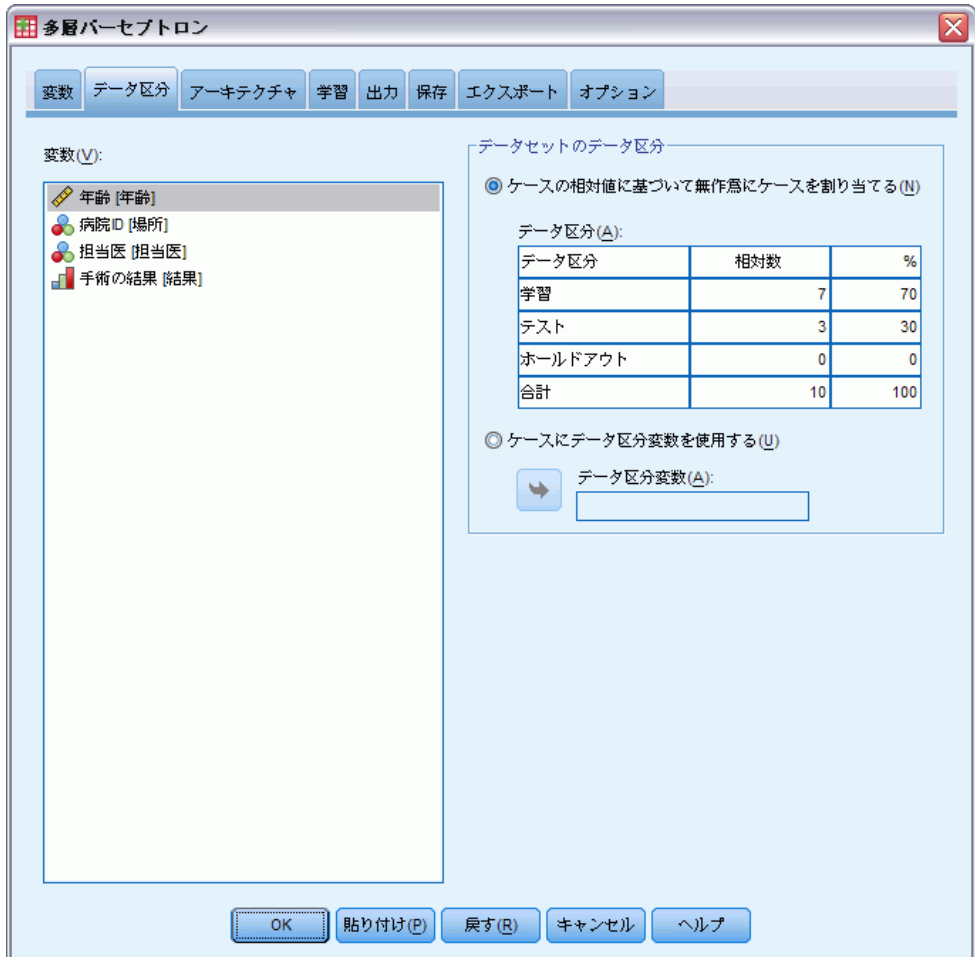 多層パーセプトロン
変数 データ区分 アーキテクチャ 学習 出力 保存 エクスポート オプション
変数(V):
年齢 [年齢]
病院ID [場所]
担当医 [担当医]
手術の結果 [結果]
データセットのデータ区分
ケースの相対値に基づいて無作為にケースを割り当てる(N)
データ区分(A):
データ区分 相対数 %
学習 7 70
テスト 3 30
ホールドアウト 0 0
合計 10 100
ケースにデータ区分変数を使用する(U)
データ区分変数(A):
OK 貼り付け(P) 戻す(R) キャンセル ヘルプ